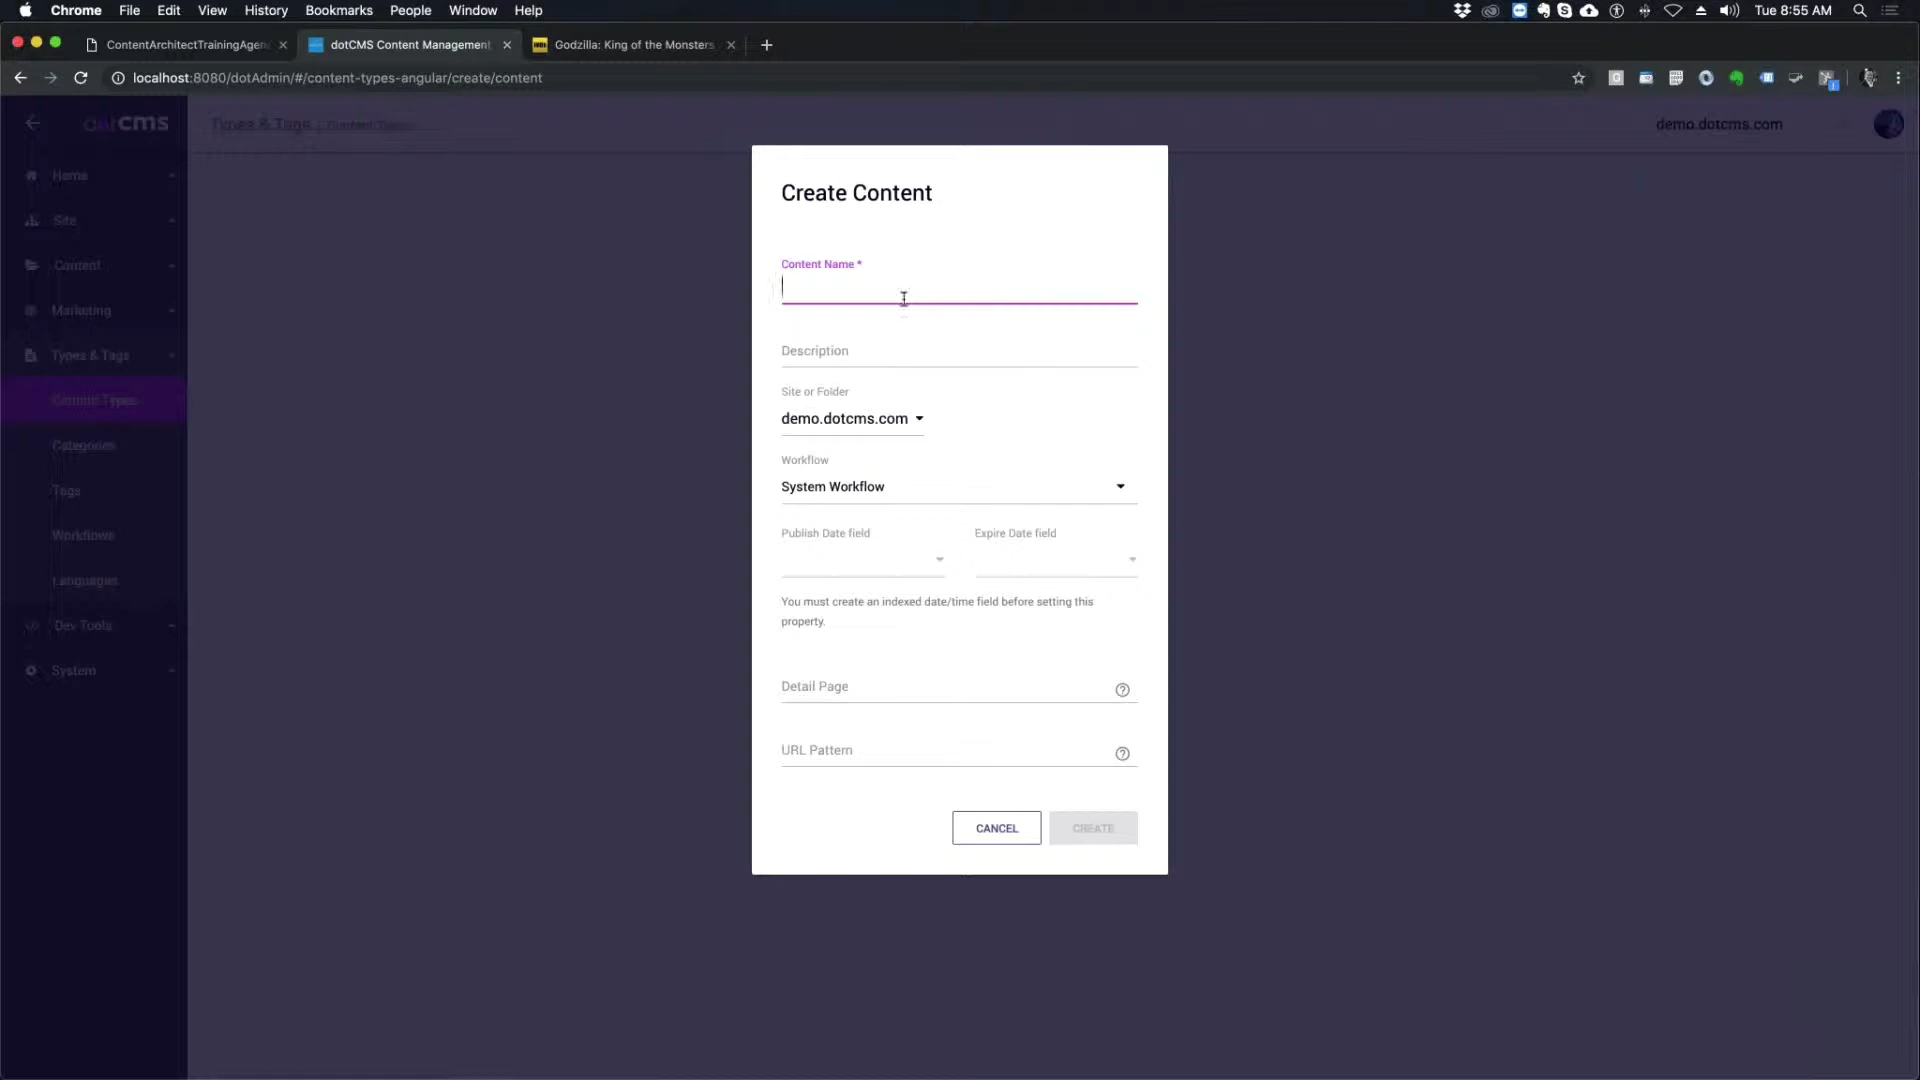 Chrome File Edit View History Bookmarks People Window Help Tue 8:55 AM
ContentArchitectTrainingAgen dotCMS Content Management Godzilla: King of the Monsters
localhost:8080/dotAdmin/#/content-types-angular/create/content
dotCMS Types & Tags Content Types demo.dotcms.com
Home
Site
Content
Marketing
Types & Tags
Content Types
Categories
Tags
Workflows
Languages
Dev Tools
System
Create Content
Content Name *
Description
Site or Folder
demo.dotcms.com
Workflow
System Workflow
Publish Date field Expire Date field
You must create an indexed date/time field before setting this
property.
Detail Page
URL Pattern
CANCEL CREATE